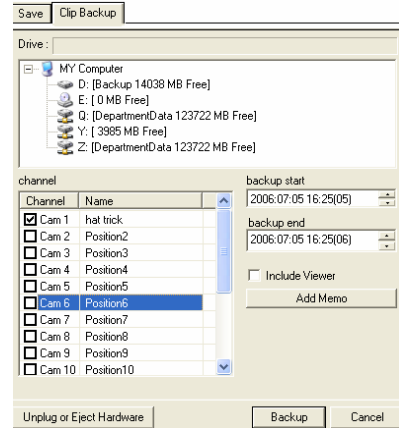 Save Clip Backup
Drive :
MY Computer
D: [Backup 14038 MB Free]
E: [ 0 MB Free]
Q: [DepartmentData 123722 MB Free]
Y: [ 3985 MB Free]
Z: [DepartmentData 123722 MB Free]
channel
Channel Name
Cam 1 hat trick
Cam 2 Position2
Cam 3 Position3
Cam 4 Position4
Cam 5 Position5
Cam 6 Position6
Cam 7 Position7
Cam 8 Position8
Cam 9 Position9
Cam 10 Position10
backup start
2006:07:05 16:25(05)
backup end
2006:07:05 16:25(06)
Include Viewer
Add Memo
Unplug or Eject Hardware Backup Cancel